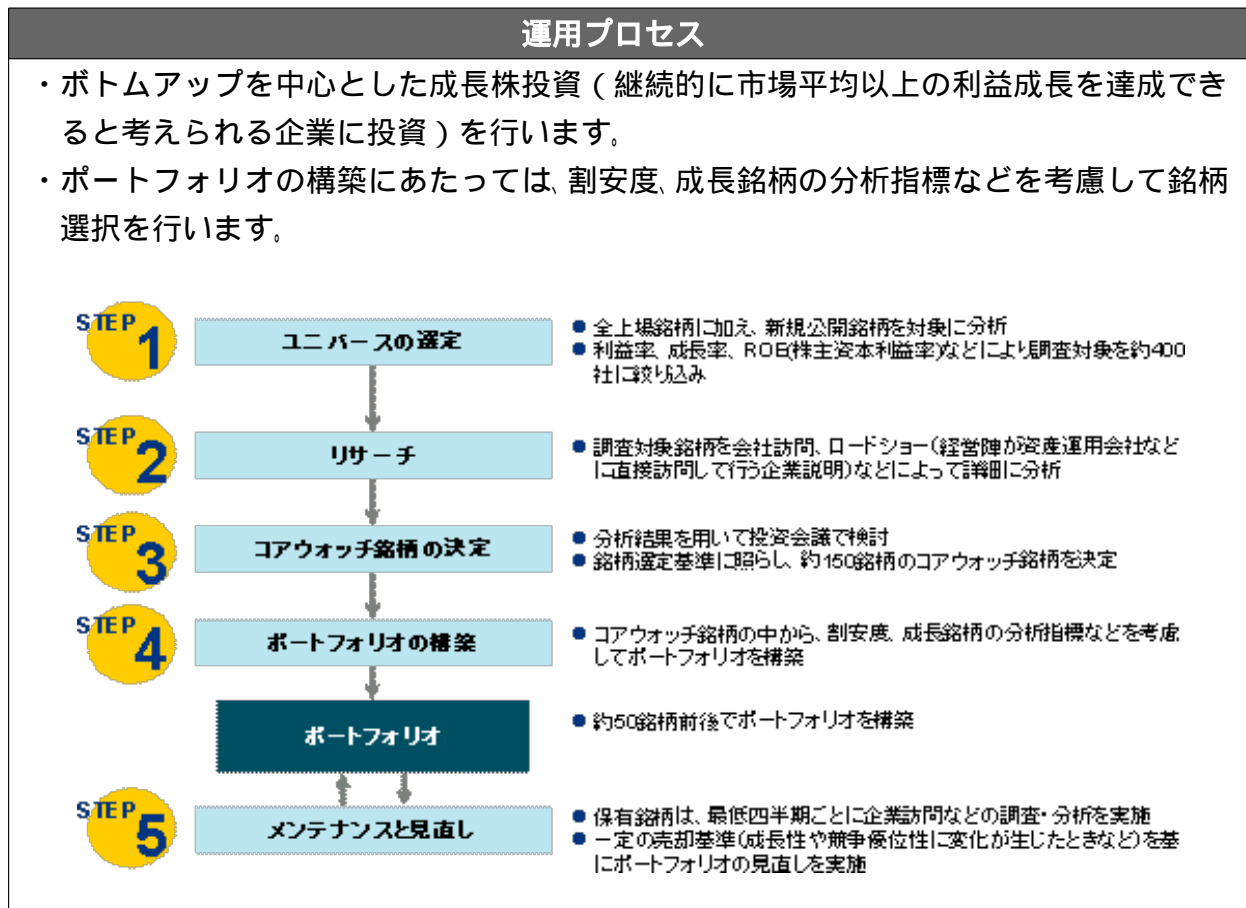 運用プロセス
・ボトムアップを中心とした成長株投資（継続的に市場平均以上の利益成長を達成でき
ると考えられる企業に投資）を行います。
・ポートフォリオの構築にあたっては、割安度、成長銘柄の分析指標などを考慮して銘柄
選択を行います。
STEP 1
ユニバースの選定
● 全上場銘柄に加え、新規公開銘柄を対象に分析
● 利益率、成長率、ROE(株主資本利益率)などにより調査対象を約400
社に絞り込み
STEP 2
リサーチ
● 調査対象銘柄を会社訪問、ロードショー(経営陣が資産運用会社など
に直接訪問して行う企業説明)などによって詳細に分析
STEP 3
コアウォッチ銘柄の決定
● 分析結果を用いて投資会議で検討
● 銘柄選定基準に照らし、約150銘柄のコアウォッチ銘柄を決定
STEP 4
ポートフォリオの構築
● コアウォッチ銘柄の中から、割安度、成長銘柄の分析指標などを考慮
してポートフォリオを構築
ポートフォリオ
● 約50銘柄前後でポートフォリオを構築
STEP 5
メンテナンスと見直し
● 保有銘柄は、最低四半期ごとに企業訪問などの調査・分析を実施
● 一定の売却基準(成長性や競争優位性に変化が生じたときなど)を基
にポートフォリオの見直しを実施